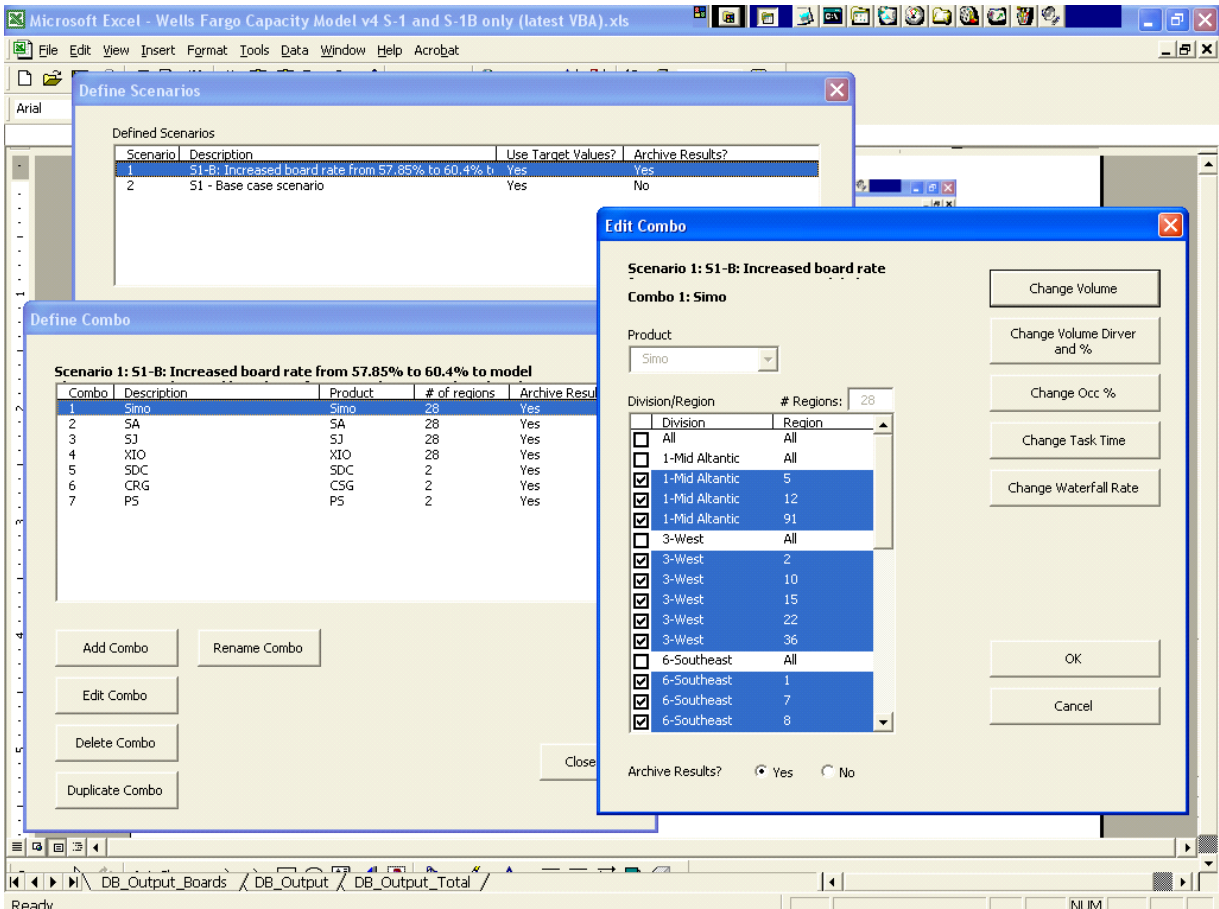 Microsoft Excel - Wells Fargo Capacity Model v4 S-1 and S-1B only (latest VBA).xls
File Edit View Insert Format Tools Data Window Help Acrobat
Arial
Define Scenarios
Defined Scenarios
Scenario Description Use Target Values? Archive Results?
1 S1-B: Increased board rate from 57.85% to 60.4% t Yes Yes
2 S1 - Base case scenario Yes No
Define Combo
Scenario 1: S1-B: Increased board rate from 57.85% to 60.4% to model
Combo Description Product # of regions Archive Resul
1 Simo Simo 28 Yes
2 SA SA 28 Yes
3 SJ SJ 28 Yes
4 XIO XIO 28 Yes
5 SDC SDC 2 Yes
6 CRG CSG 2 Yes
7 PS PS 2 Yes
Add Combo Rename Combo
Edit Combo
Delete Combo
Close
Duplicate Combo
Edit Combo
Scenario 1: S1-B: Increased board rate
Combo 1: Simo
Product
Simo
Division/Region # Regions: 28
Division Region
All All
1-Mid Altantic All
1-Mid Altantic 5
1-Mid Altantic 12
1-Mid Altantic 91
3-West All
3-West 2
3-West 10
3-West 15
3-West 22
3-West 36
6-Southeast All
6-Southeast 1
6-Southeast 7
6-Southeast 8
Archive Results? Yes No
Change Volume
Change Volume Dirver
and %
Change Occ %
Change Task Time
Change Waterfall Rate
OK
Cancel
DB_Output_Boards / DB_Output / DB_Output_Total /
Ready NUM